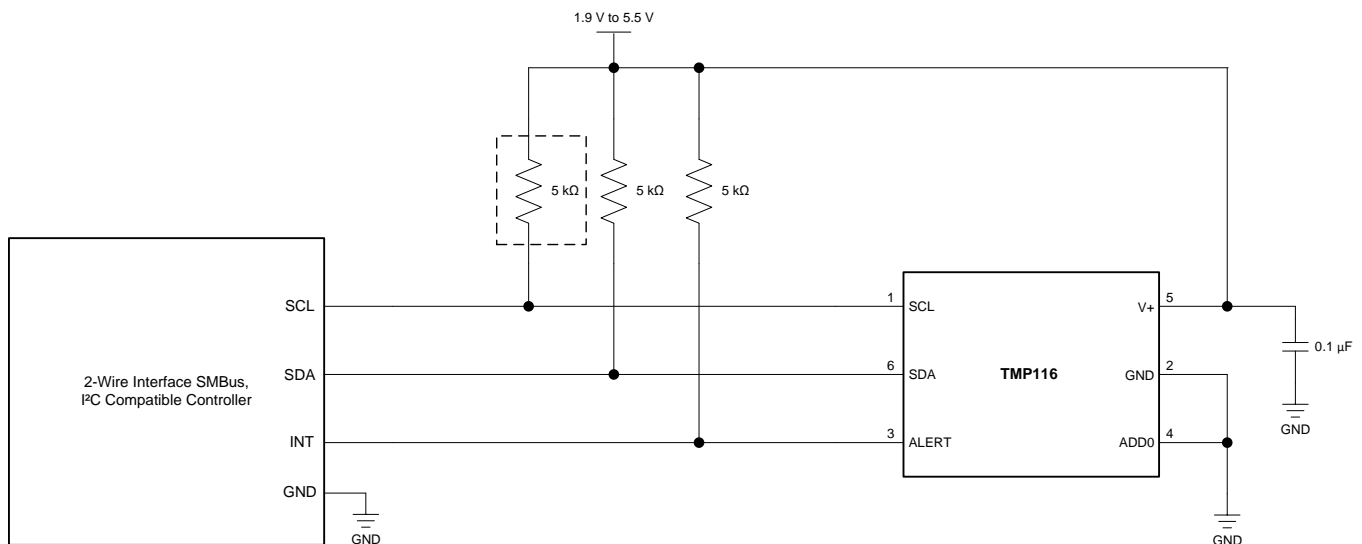 1.9 V to 5.5 V
5 kΩ
5 kΩ
5 kΩ
SCL
1
SCL
V+
5
0.1 µF
2-Wire Interface SMBus,
I²C Compatible Controller
SDA
6
SDA
TMP116
GND
2
INT
3
ALERT
ADD0
4
GND
GND
GND
GND